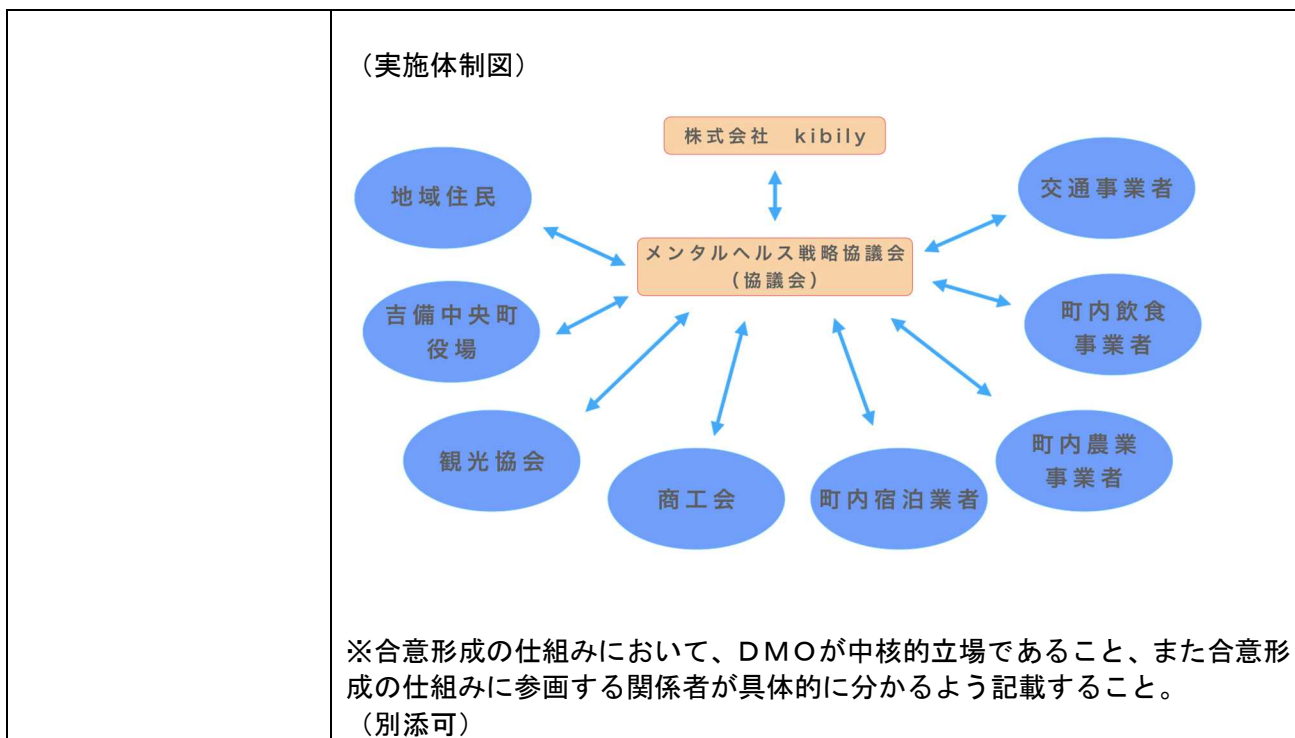 （実施体制図）
株式会社　kibily
地域住民
交通事業者
メンタルヘルス戦略協議会
（協議会）
吉備中央町
役場
町内飲食
事業者
観光協会
商工会
町内宿泊業者
町内農業
事業者
※合意形成の仕組みにおいて、ＤＭＯが中核的立場であること、また合意形
成の仕組みに参画する関係者が具体的に分かるよう記載すること。
（別添可）